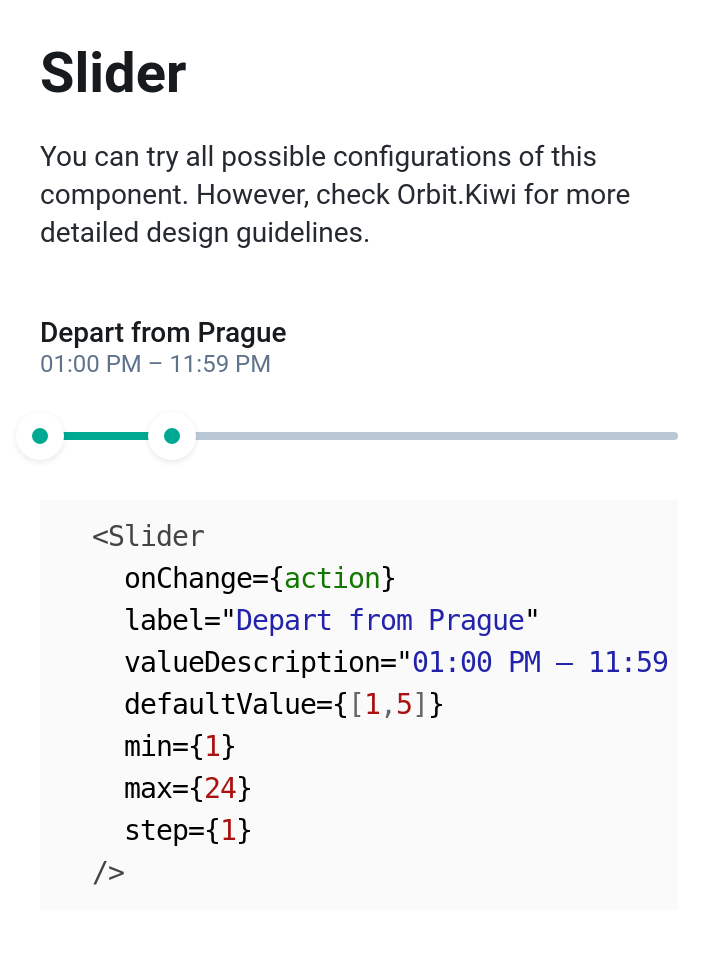 Slider
You can try all possible configurations of this
component. However, check Orbit.Kiwi for more
detailed design guidelines.
Depart from Prague
01:00 PM – 11:59 PM
<Slider
  onChange={action}
  label="Depart from Prague"
  valueDescription="01:00 PM – 11:59
  defaultValue={[1,5]}
  min={1}
  max={24}
  step={1}
/>